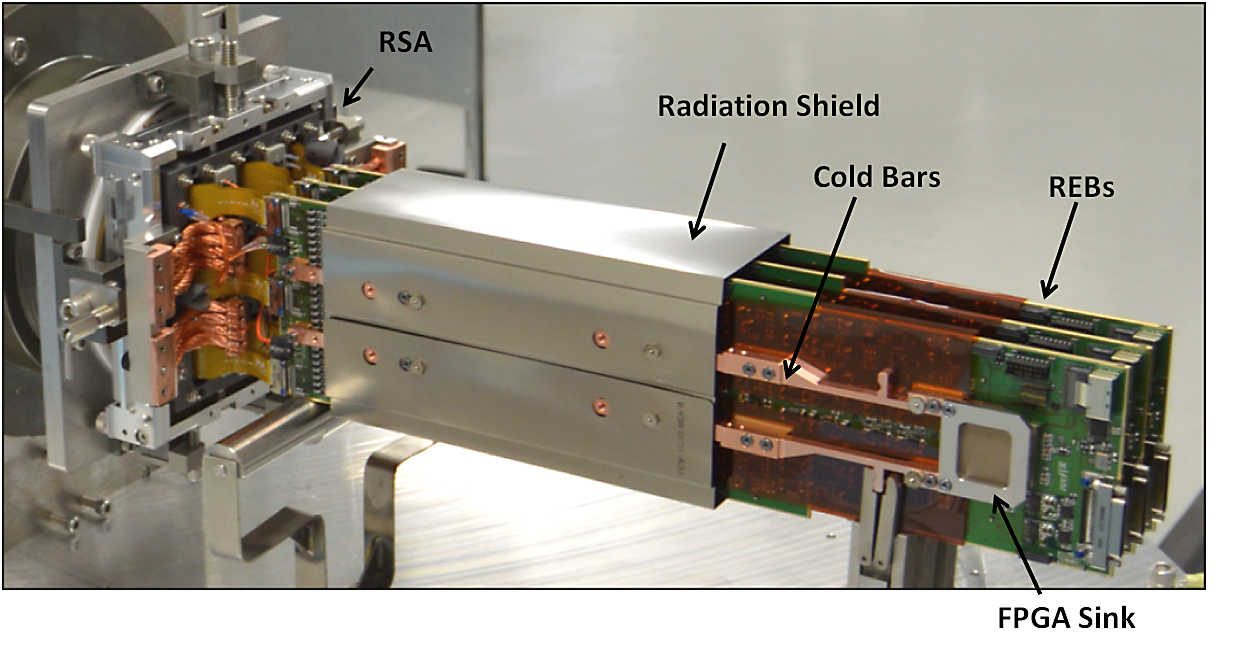 RSA
Radiation Shield
Cold Bars
REBs
FPGA Sink